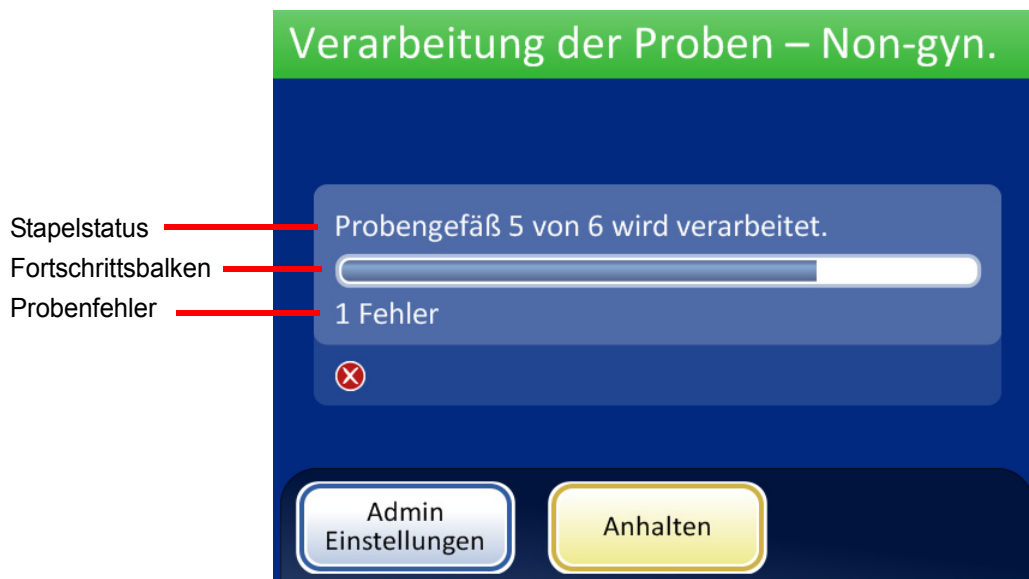 Verarbeitung der Proben – Non-gyn.
Stapelstatus
Probengefäß 5 von 6 wird verarbeitet.
Fortschrittsbalken
Probenfehler
1 Fehler
Admin
Einstellungen
Anhalten